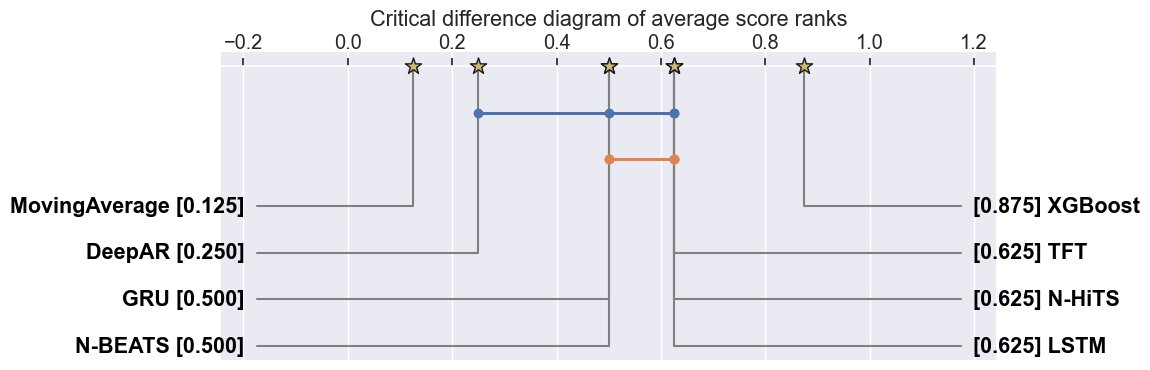 Critical difference diagram of average score ranks
−0.2 0.0 0.2 0.4 0.6 0.8 1.0 1.2
MovingAverage [0.125] [0.875] XGBoost
DeepAR [0.250] [0.625] TFT
GRU [0.500] [0.625] N-HiTS
N-BEATS [0.500] [0.625] LSTM